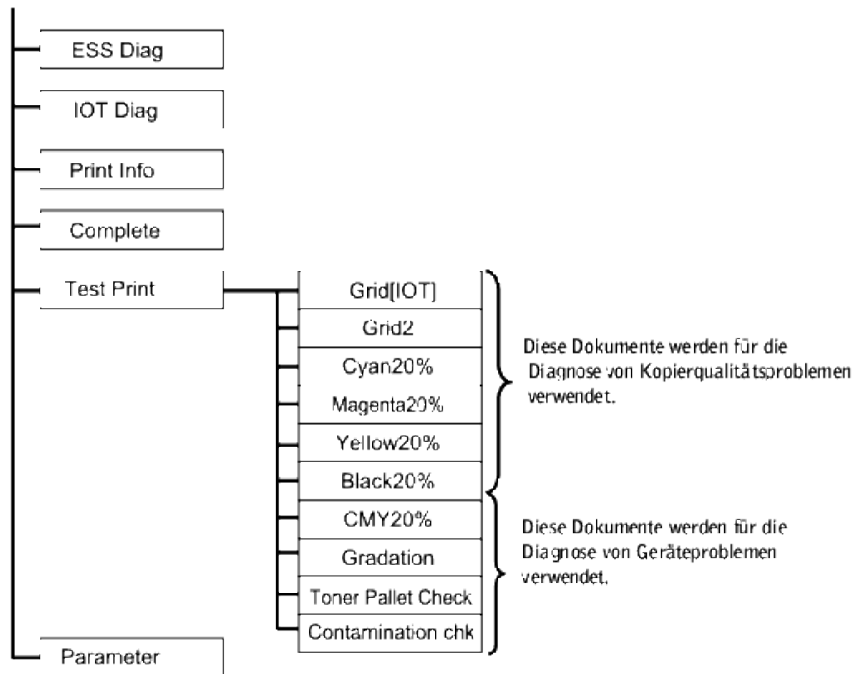 ESS Diag
IOT Diag
Print Info
Complete
Test Print
Grid[IOT]
Grid2
Cyan20%
Magenta20%
Yellow20%
Black20%
CMY20%
Gradation
Toner Pallet Check
Contamination chk
Diese Dokumente werden für die
Diagnose von Kopierqualitätsproblemen
verwendet.
Diese Dokumente werden für die
Diagnose von Geräteproblemen
verwendet.
Parameter